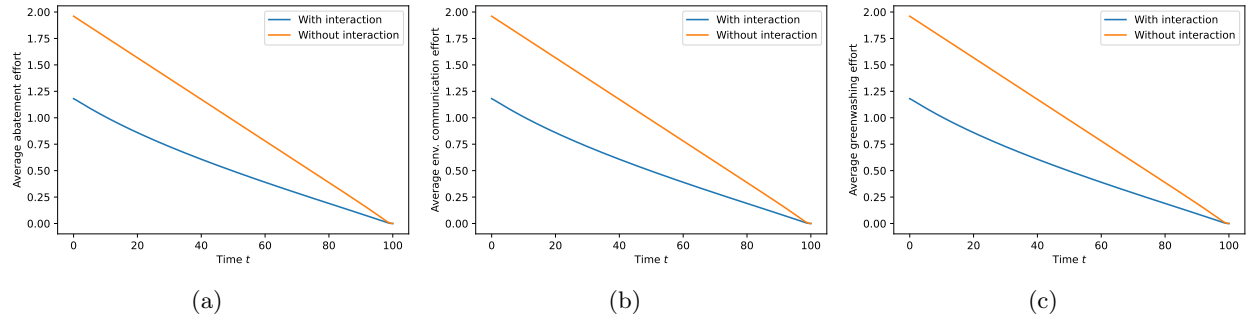 2.00
1.75
1.50
1.25
1.00
0.75
0.50
0.25
0.00
Average abatement effort
With interaction
Without interaction
0 20 40 60 80 100
Time t
(a)
2.00
1.75
1.50
1.25
1.00
0.75
0.50
0.25
0.00
Average env. communication effort
With interaction
Without interaction
0 20 40 60 80 100
Time t
(b)
2.00
1.75
1.50
1.25
1.00
0.75
0.50
0.25
0.00
Average greenwashing effort
With interaction
Without interaction
0 20 40 60 80 100
Time t
(c)